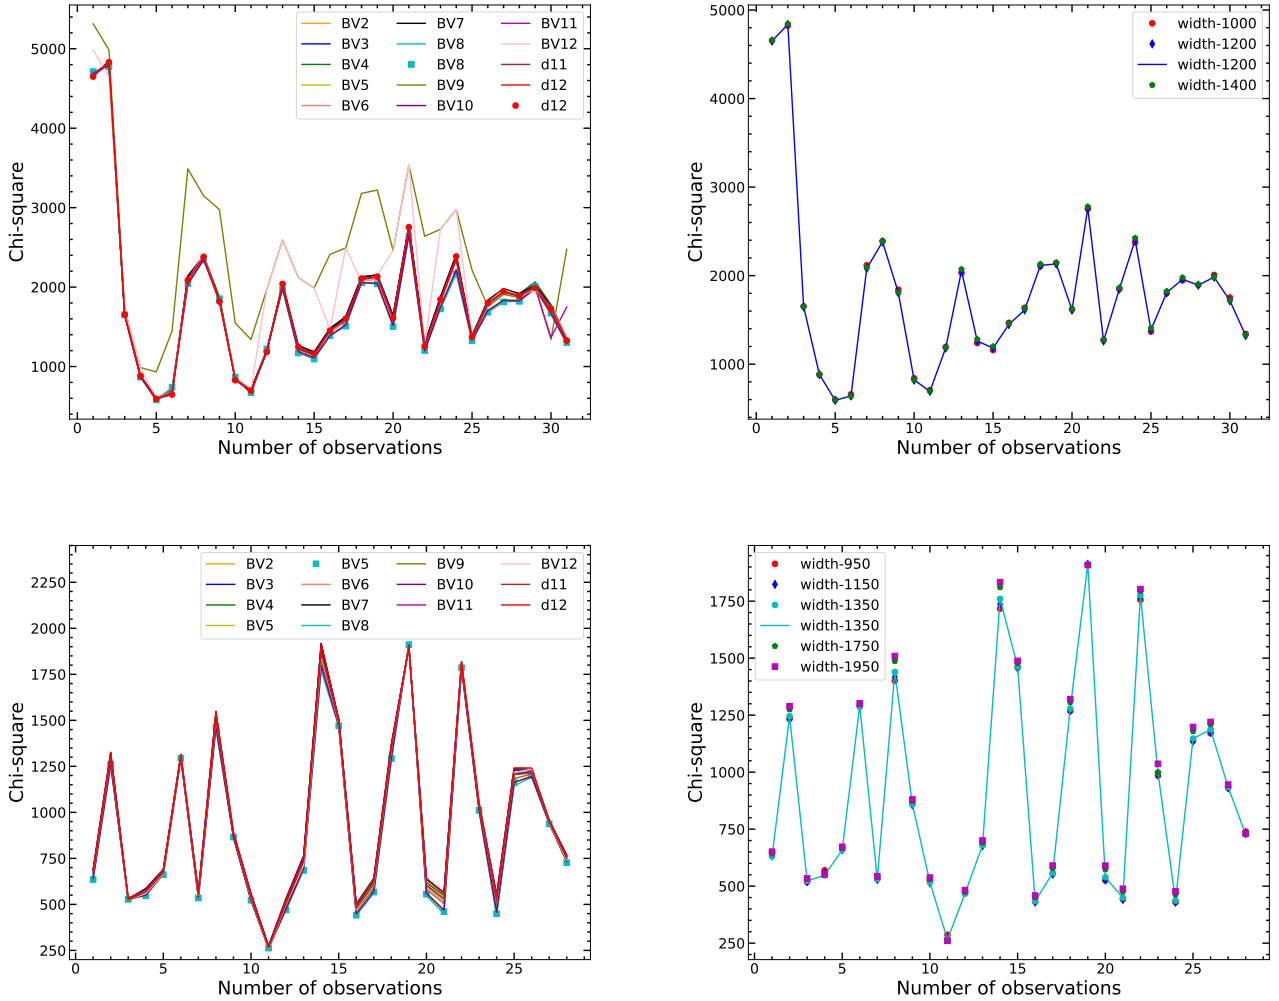 BV2 BV7 BV11
BV3 BV8 BV12
BV4 BV8 d11
BV5 BV9 d12
BV6 BV10 d12
5000
4000
3000
2000
1000
Chi-square
0 5 10 15 20 25 30
Number of observations
width-1000
width-1200
width-1200
width-1400
5000
4000
3000
2000
1000
Chi-square
0 5 10 15 20 25 30
Number of observations
BV2 BV5 BV9 BV12
BV3 BV6 BV10 d11
BV4 BV7 BV11 d12
BV5 BV8
2250
2000
1750
1500
1250
1000
750
500
250
Chi-square
0 5 10 15 20 25
Number of observations
width-950
width-1150
width-1350
width-1350
width-1750
width-1950
1750
1500
1250
1000
750
500
250
Chi-square
0 5 10 15 20 25
Number of observations